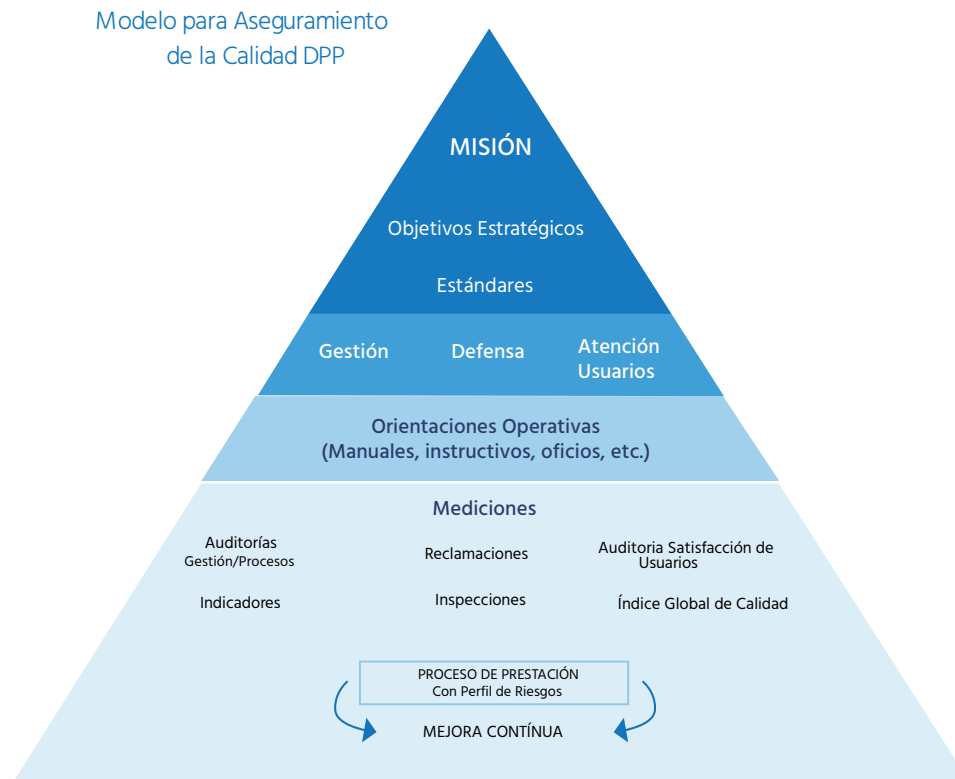 Modelo para Aseguramiento
de la Calidad DPP
MISIÓN
Objetivos Estratégicos
Estándares
Gestión
Defensa
Atención
Usuarios
Orientaciones Operativas
(Manuales, instructivos, oficios, etc.)
Mediciones
Auditorías
Gestión/Procesos
Reclamaciones
Auditoria Satisfacción de
Usuarios
Indicadores
Inspecciones
Índice Global de Calidad
PROCESO DE PRESTACIÓN
Con Perfil de Riesgos
MEJORA CONTÍNUA